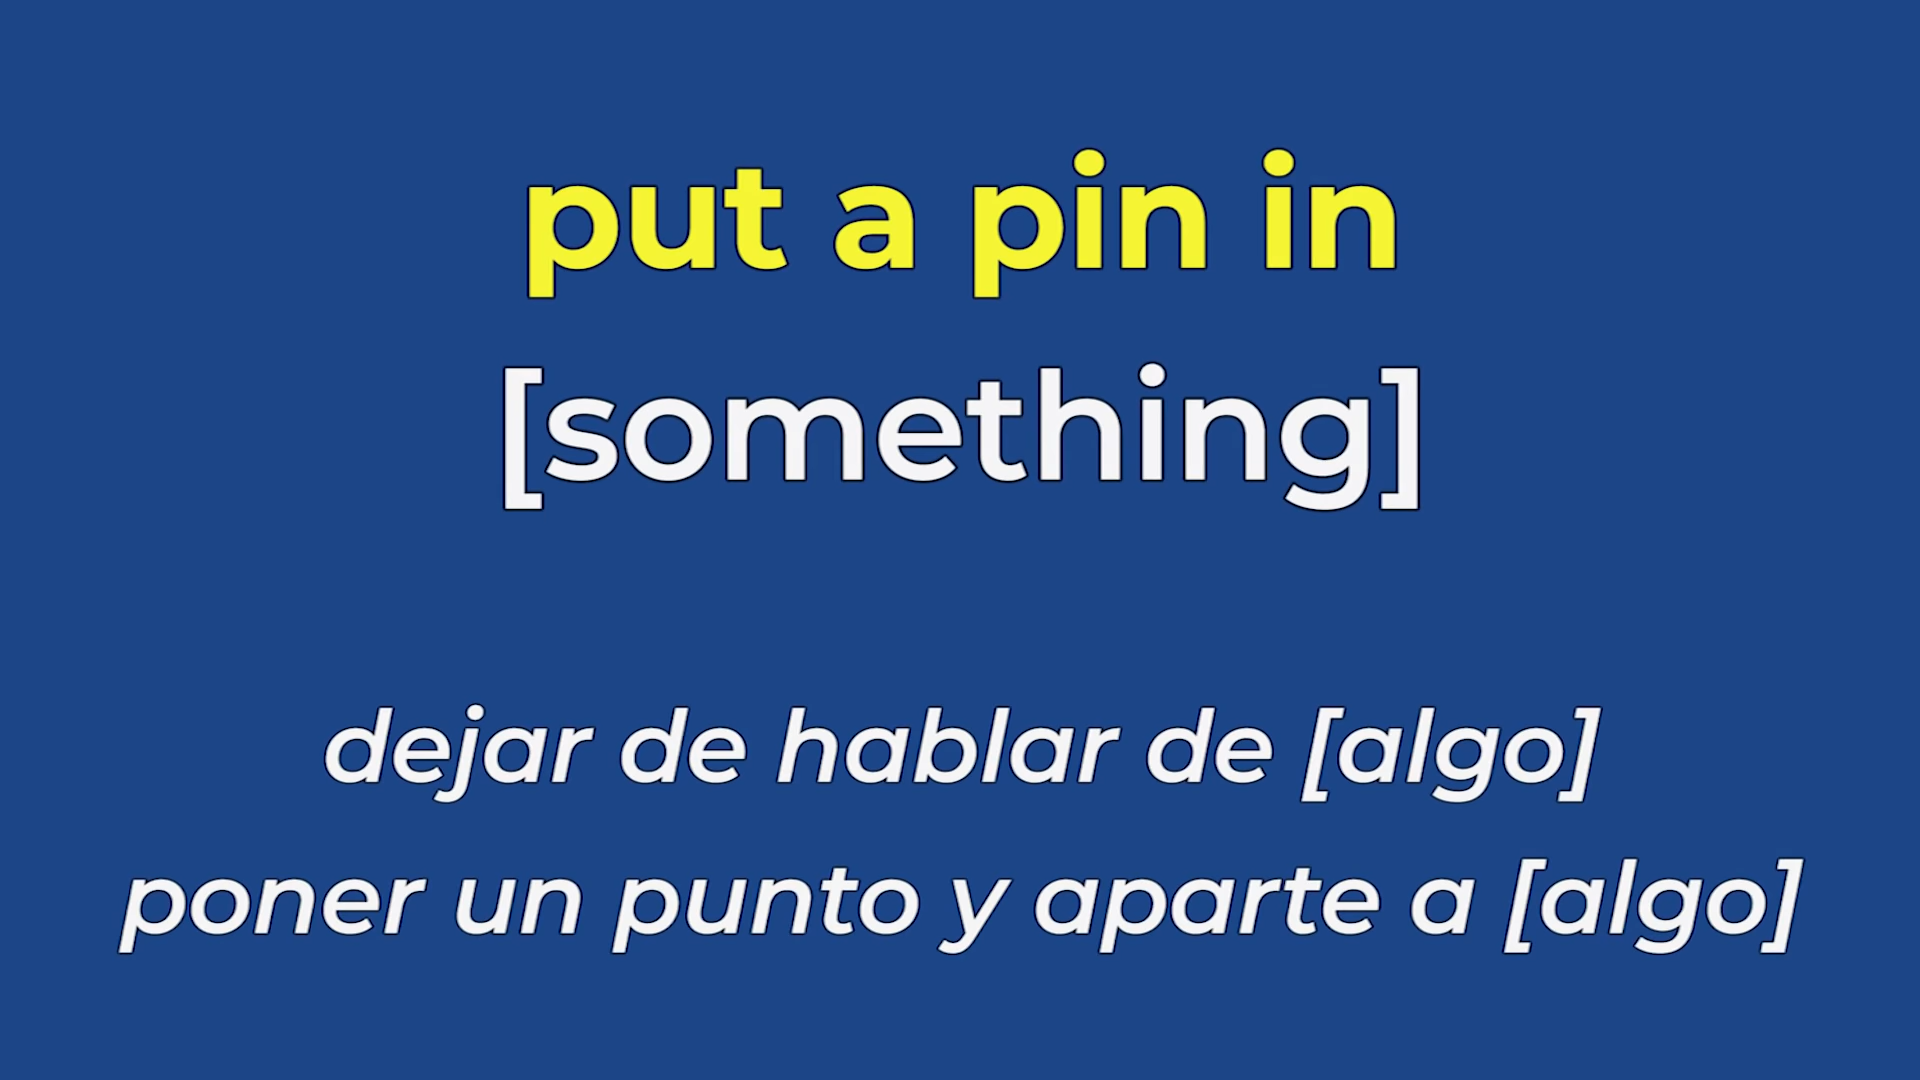 put a pin in
[something]
dejar de hablar de [algo]
poner un punto y aparte a [algo]